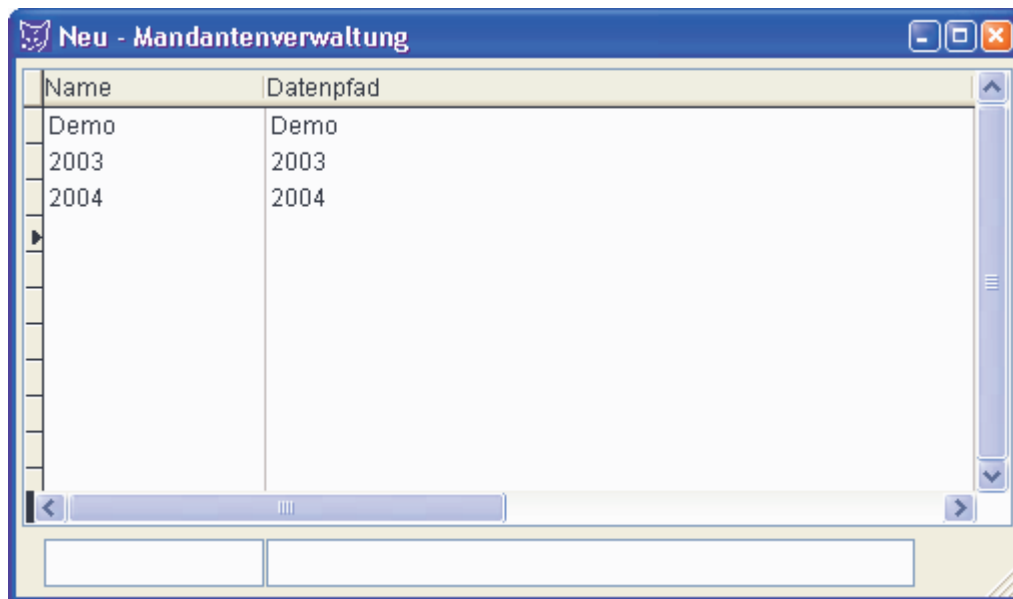 Neu - Mandantenverwaltung
Name Datenpfad
Demo Demo
2003 2003
2004 2004